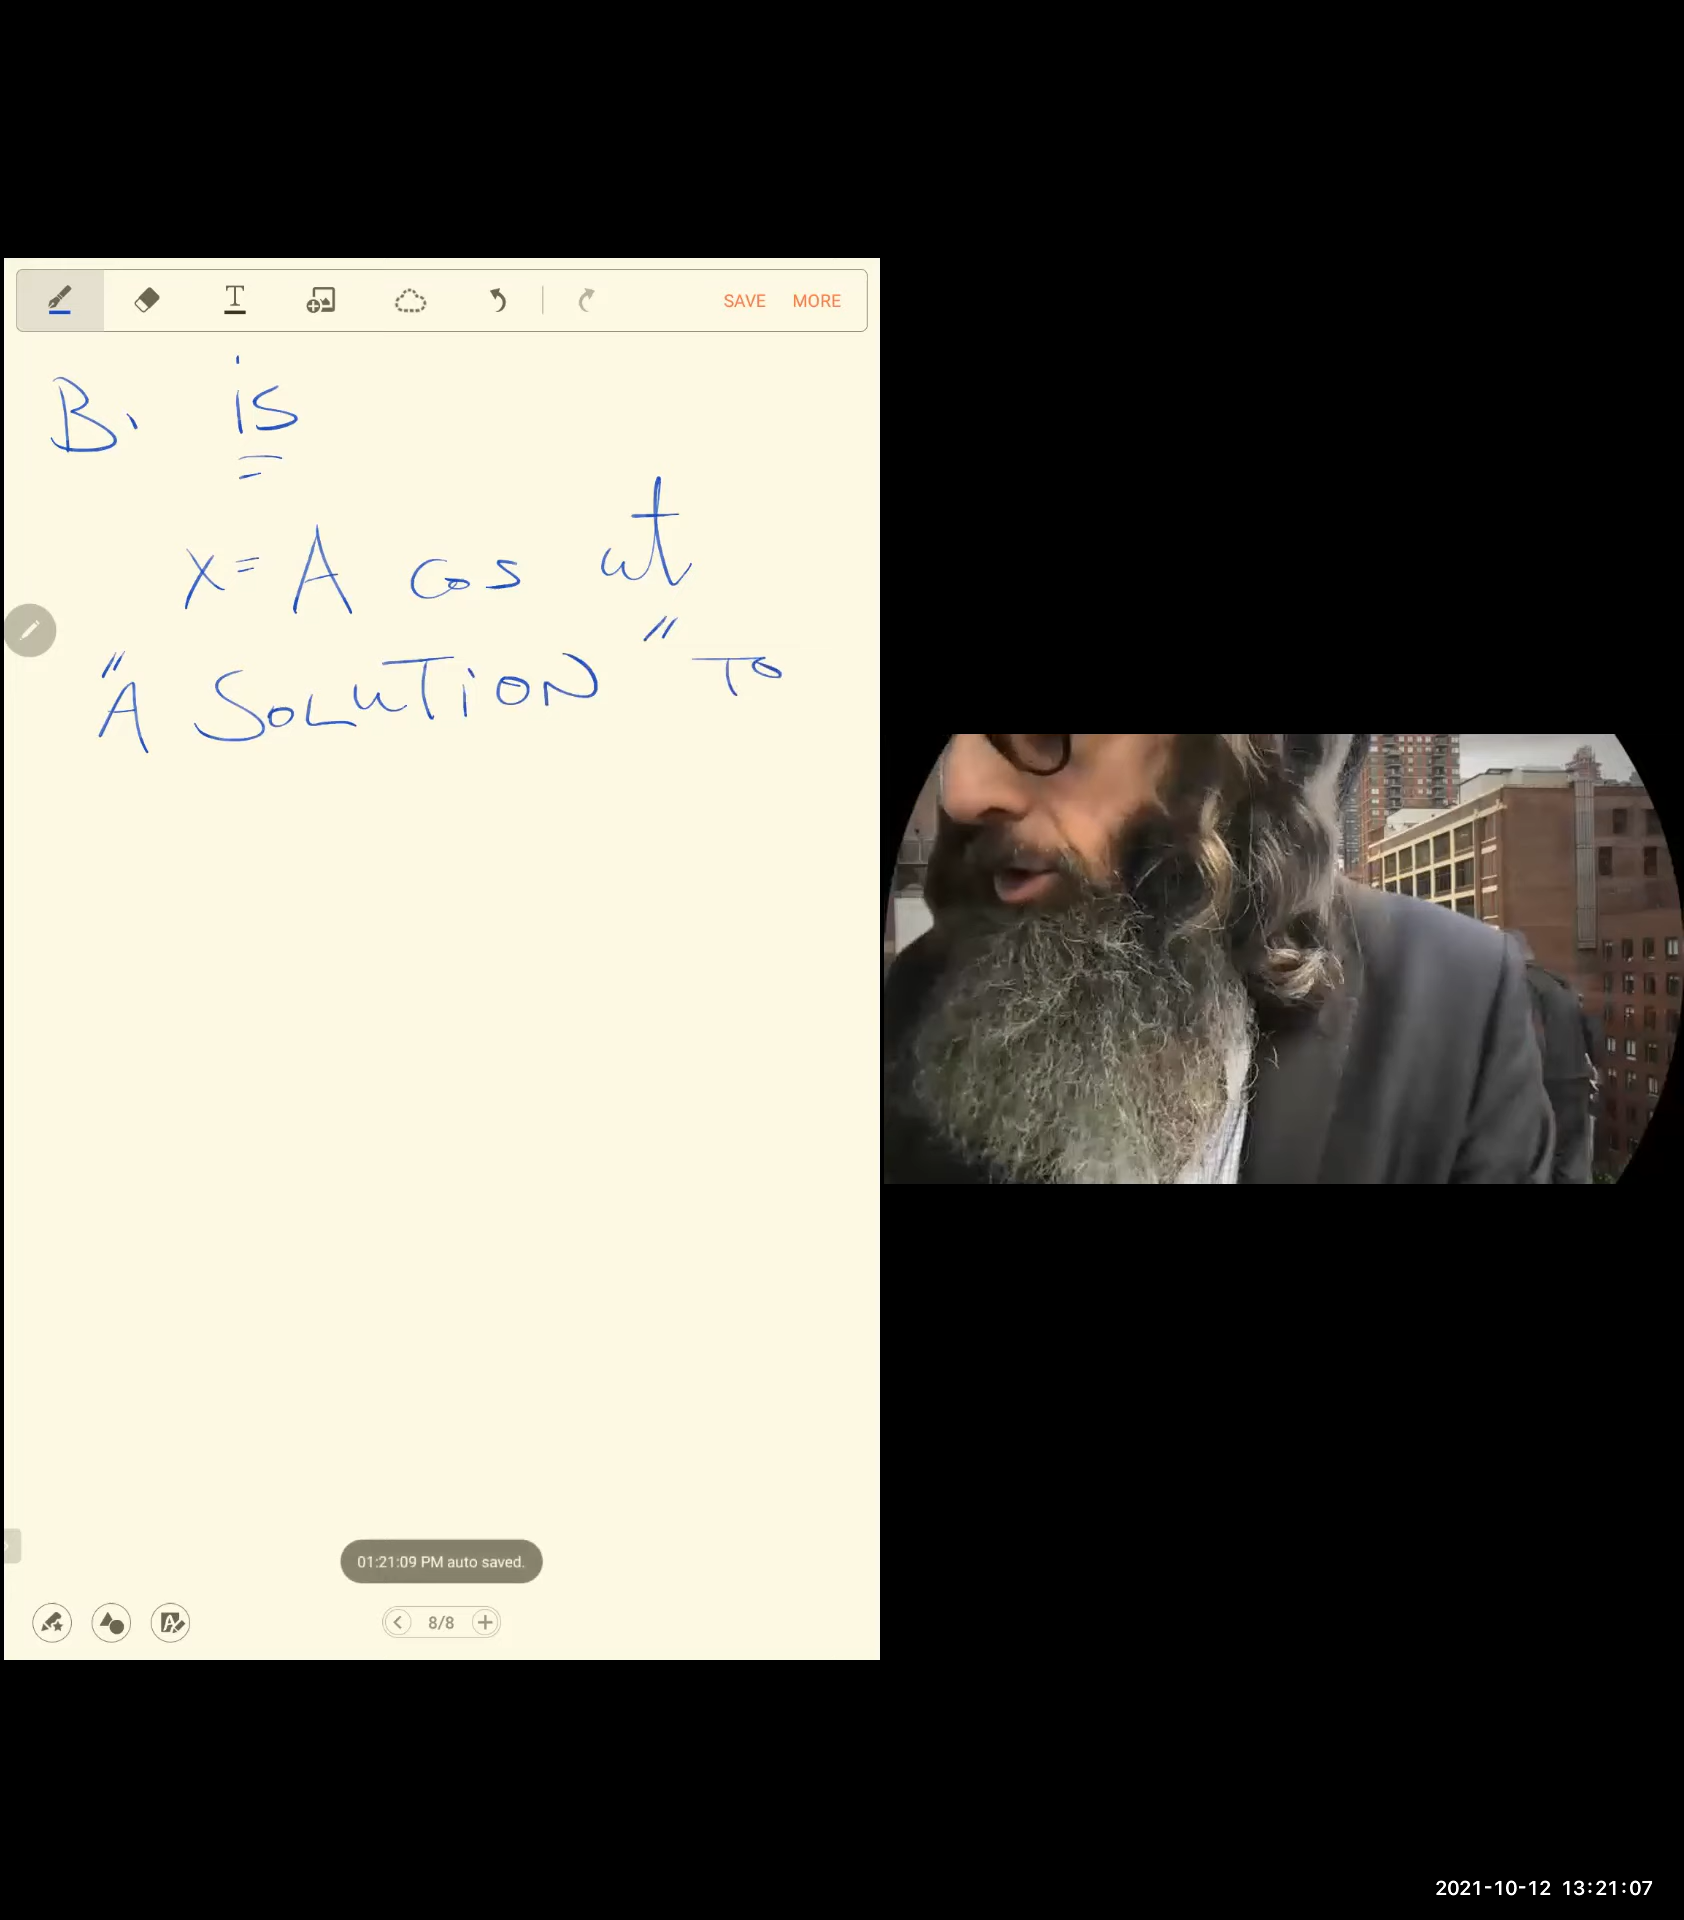 T
SAVE MORE
B. is
x = A cos ωt
"A SOLUTION" TO
01:21:09 PM auto saved.
8/8
2021-10-12 13:21:07